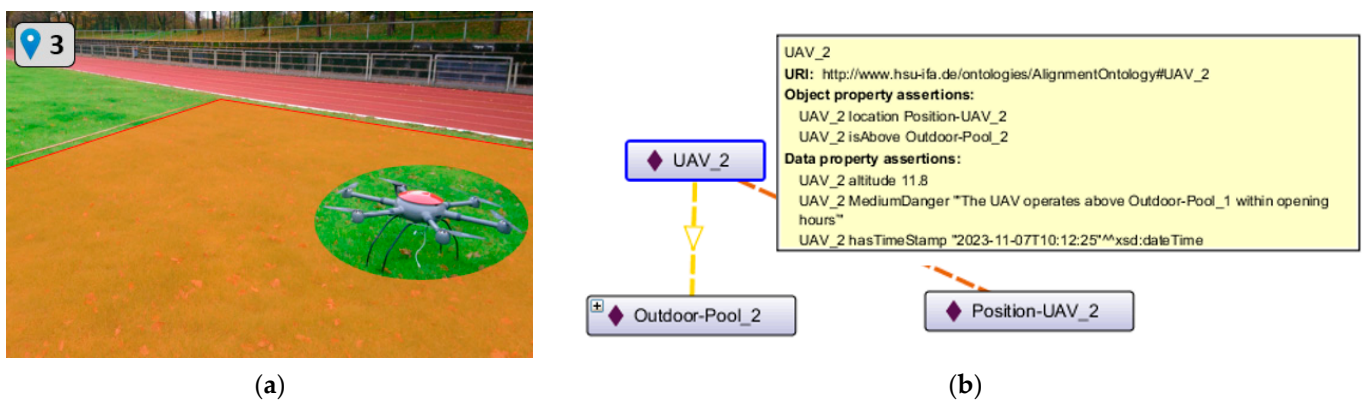 3
UAV_2
URI: http://www.hsu-ifa.de/ontologies/AlignmentOntology#UAV_2
Object property assertions:
UAV_2 location Position-UAV_2
UAV_2 isAbove Outdoor-Pool_2
Data property assertions:
UAV_2 altitude 11.8
UAV_2 MediumDanger "'The UAV operates above Outdoor-Pool_1 within opening
hours'"
UAV_2 hasTimeStamp "2023-11-07T10:12:25"^^xsd:dateTime
UAV_2
Outdoor-Pool_2
Position-UAV_2
(a)
(b)